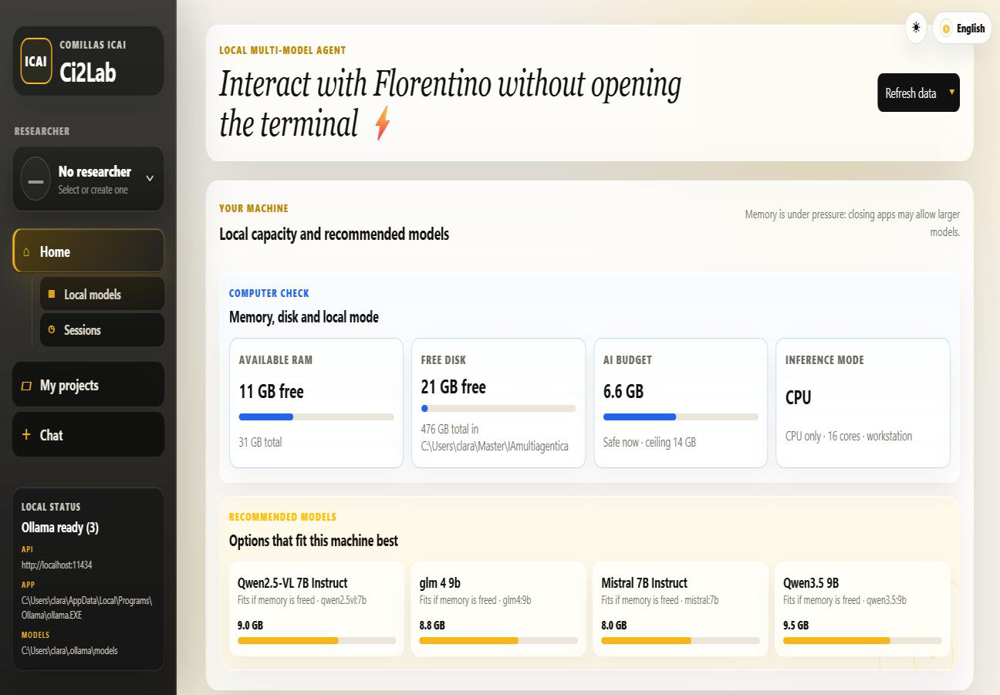 ICAI
COMILLAS ICAI
Ci2Lab
RESEARCHER
No researcher
Select or create one
Home
Local models
Sessions
My projects
Chat
LOCAL STATUS
Ollama ready (3)
API
http://localhost:11434
APP
C:\Users\clara\AppData\Local\Programs\
Ollama\ollama.EXE
MODELS
C:\Users\clara\.ollama\models
English
LOCAL MULTI-MODEL AGENT
Interact with Florentino without opening
the terminal ⚡
Refresh data
YOUR MACHINE
Local capacity and recommended models
Memory is under pressure: closing apps may allow larger
models.
COMPUTER CHECK
Memory, disk and local mode
AVAILABLE RAM
11 GB free
31 GB total
FREE DISK
21 GB free
476 GB total in
C:\Users\clara\Master\IAmultiagentica
AI BUDGET
6.6 GB
Safe now · ceiling 14 GB
INFERENCE MODE
CPU
CPU only · 16 cores · workstation
RECOMMENDED MODELS
Options that fit this machine best
Qwen2.5-VL 7B Instruct
Fits if memory is freed · qwen2.5vl:7b
9.0 GB
glm 4 9b
Fits if memory is freed · glm4:9b
8.8 GB
Mistral 7B Instruct
Fits if memory is freed · mistral:7b
8.0 GB
Qwen3.5 9B
Fits if memory is freed · qwen3.5:9b
9.5 GB